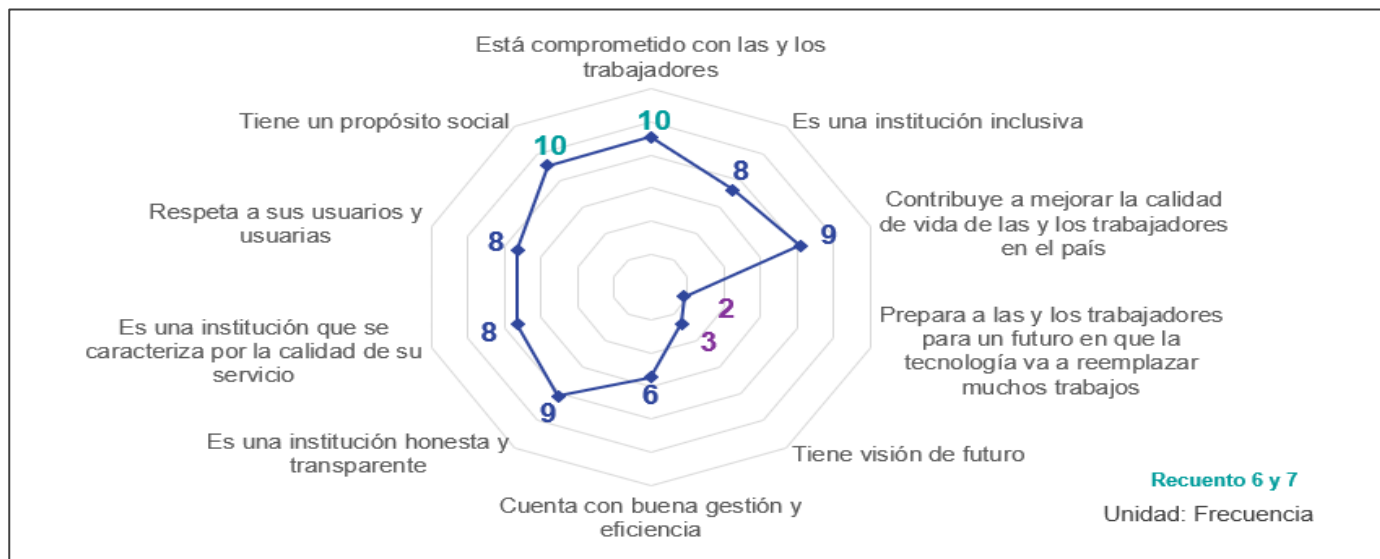 Está comprometido con las y los
trabajadores
10
Es una institución inclusiva
8
Contribuye a mejorar la calidad
de vida de las y los trabajadores
en el país
9
Prepara a las y los trabajadores
para un futuro en que la
tecnología va a reemplazar
muchos trabajos
2
Tiene visión de futuro
3
Cuenta con buena gestión y
eficiencia
6
Es una institución honesta y
transparente
9
Es una institución que se
caracteriza por la calidad de su
servicio
8
Respeta a sus usuarios y
usuarias
8
Tiene un propósito social
10
Recuento 6 y 7
Unidad: Frecuencia